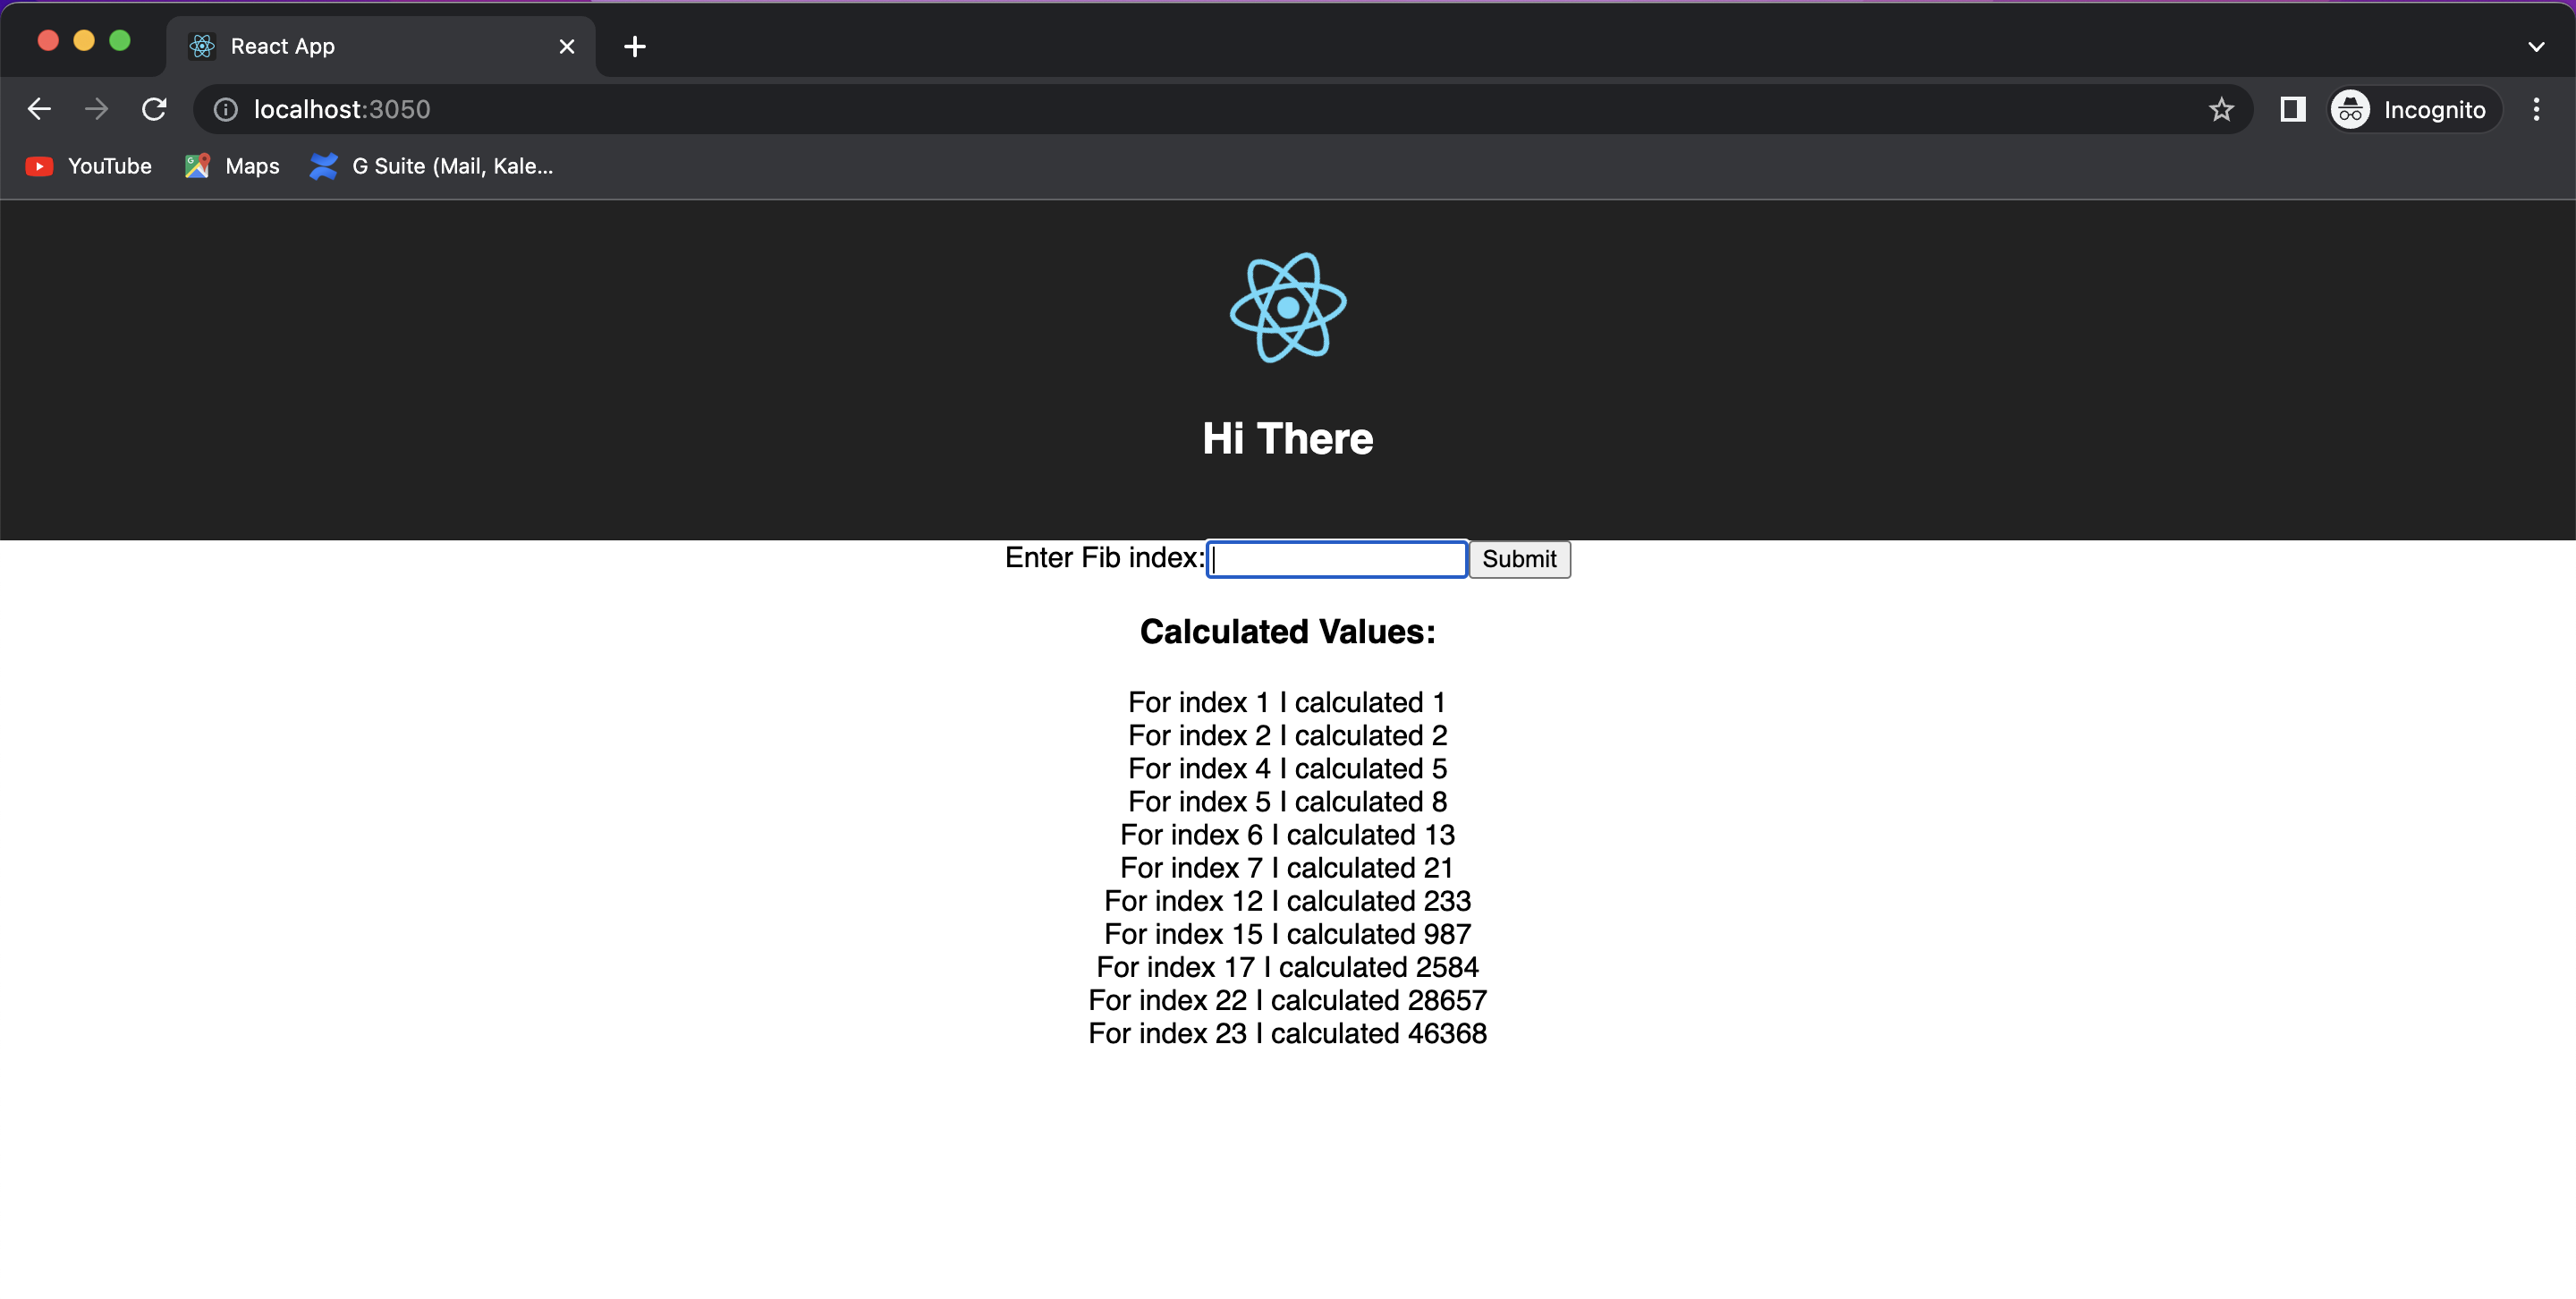 React App
localhost:3050
Incognito
YouTube
Maps
G Suite (Mail, Kale...
Hi There
Enter Fib index:
Submit
Calculated Values:
For index 1 I calculated 1
For index 2 I calculated 2
For index 4 I calculated 5
For index 5 I calculated 8
For index 6 I calculated 13
For index 7 I calculated 21
For index 12 I calculated 233
For index 15 I calculated 987
For index 17 I calculated 2584
For index 22 I calculated 28657
For index 23 I calculated 46368